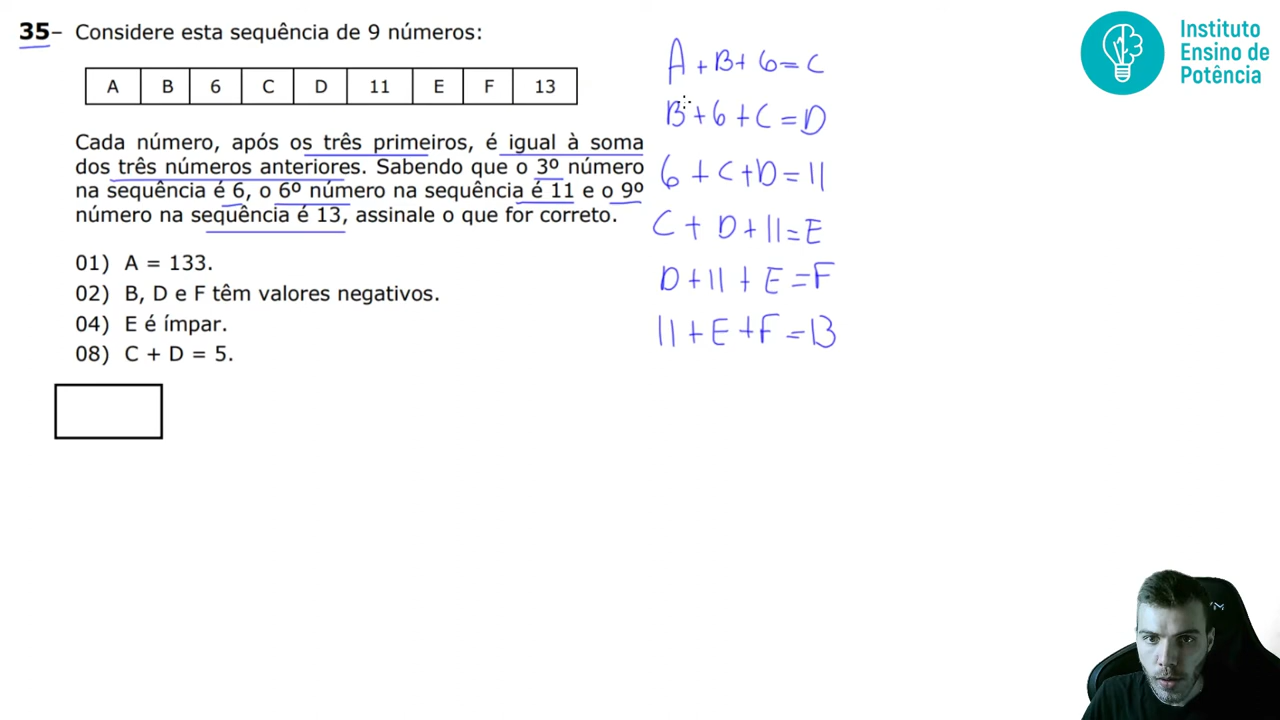 35– Considere esta sequência de 9 números:
A B 6 C D 11 E F 13
Cada número, após os três primeiros, é igual à soma
dos três números anteriores. Sabendo que o 3º número
na sequência é 6, o 6º número na sequência é 11 e o 9º
número na sequência é 13, assinale o que for correto.
01) A = 133.
02) B, D e F têm valores negativos.
04) E é ímpar.
08) C + D = 5.
A + B + 6 = C
B + 6 + C = D
6 + C + D = 11
C + D + 11 = E
D + 11 + E = F
11 + E + F = 13
Instituto
Ensino de
Potência